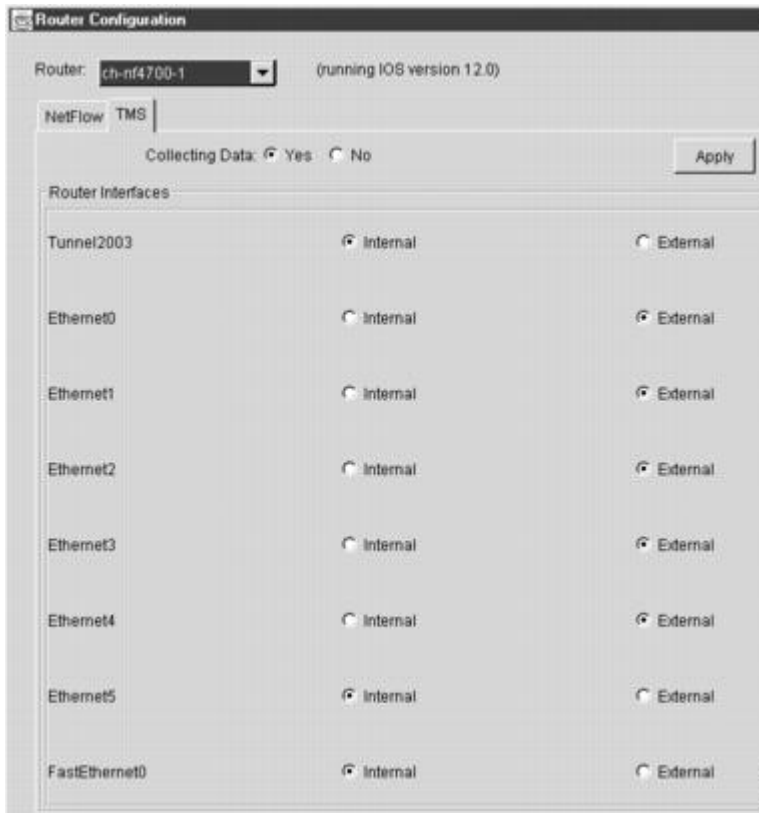 Router Configuration
Router: ch-nf4700-1 (running IOS version 12.0)
NetFlow TMS
Collecting Data: Yes No Apply
Router Interfaces
Tunnel2003 Internal External
Ethernet0 Internal External
Ethernet1 Internal External
Ethernet2 Internal External
Ethernet3 Internal External
Ethernet4 Internal External
Ethernet5 Internal External
FastEthernet0 Internal External